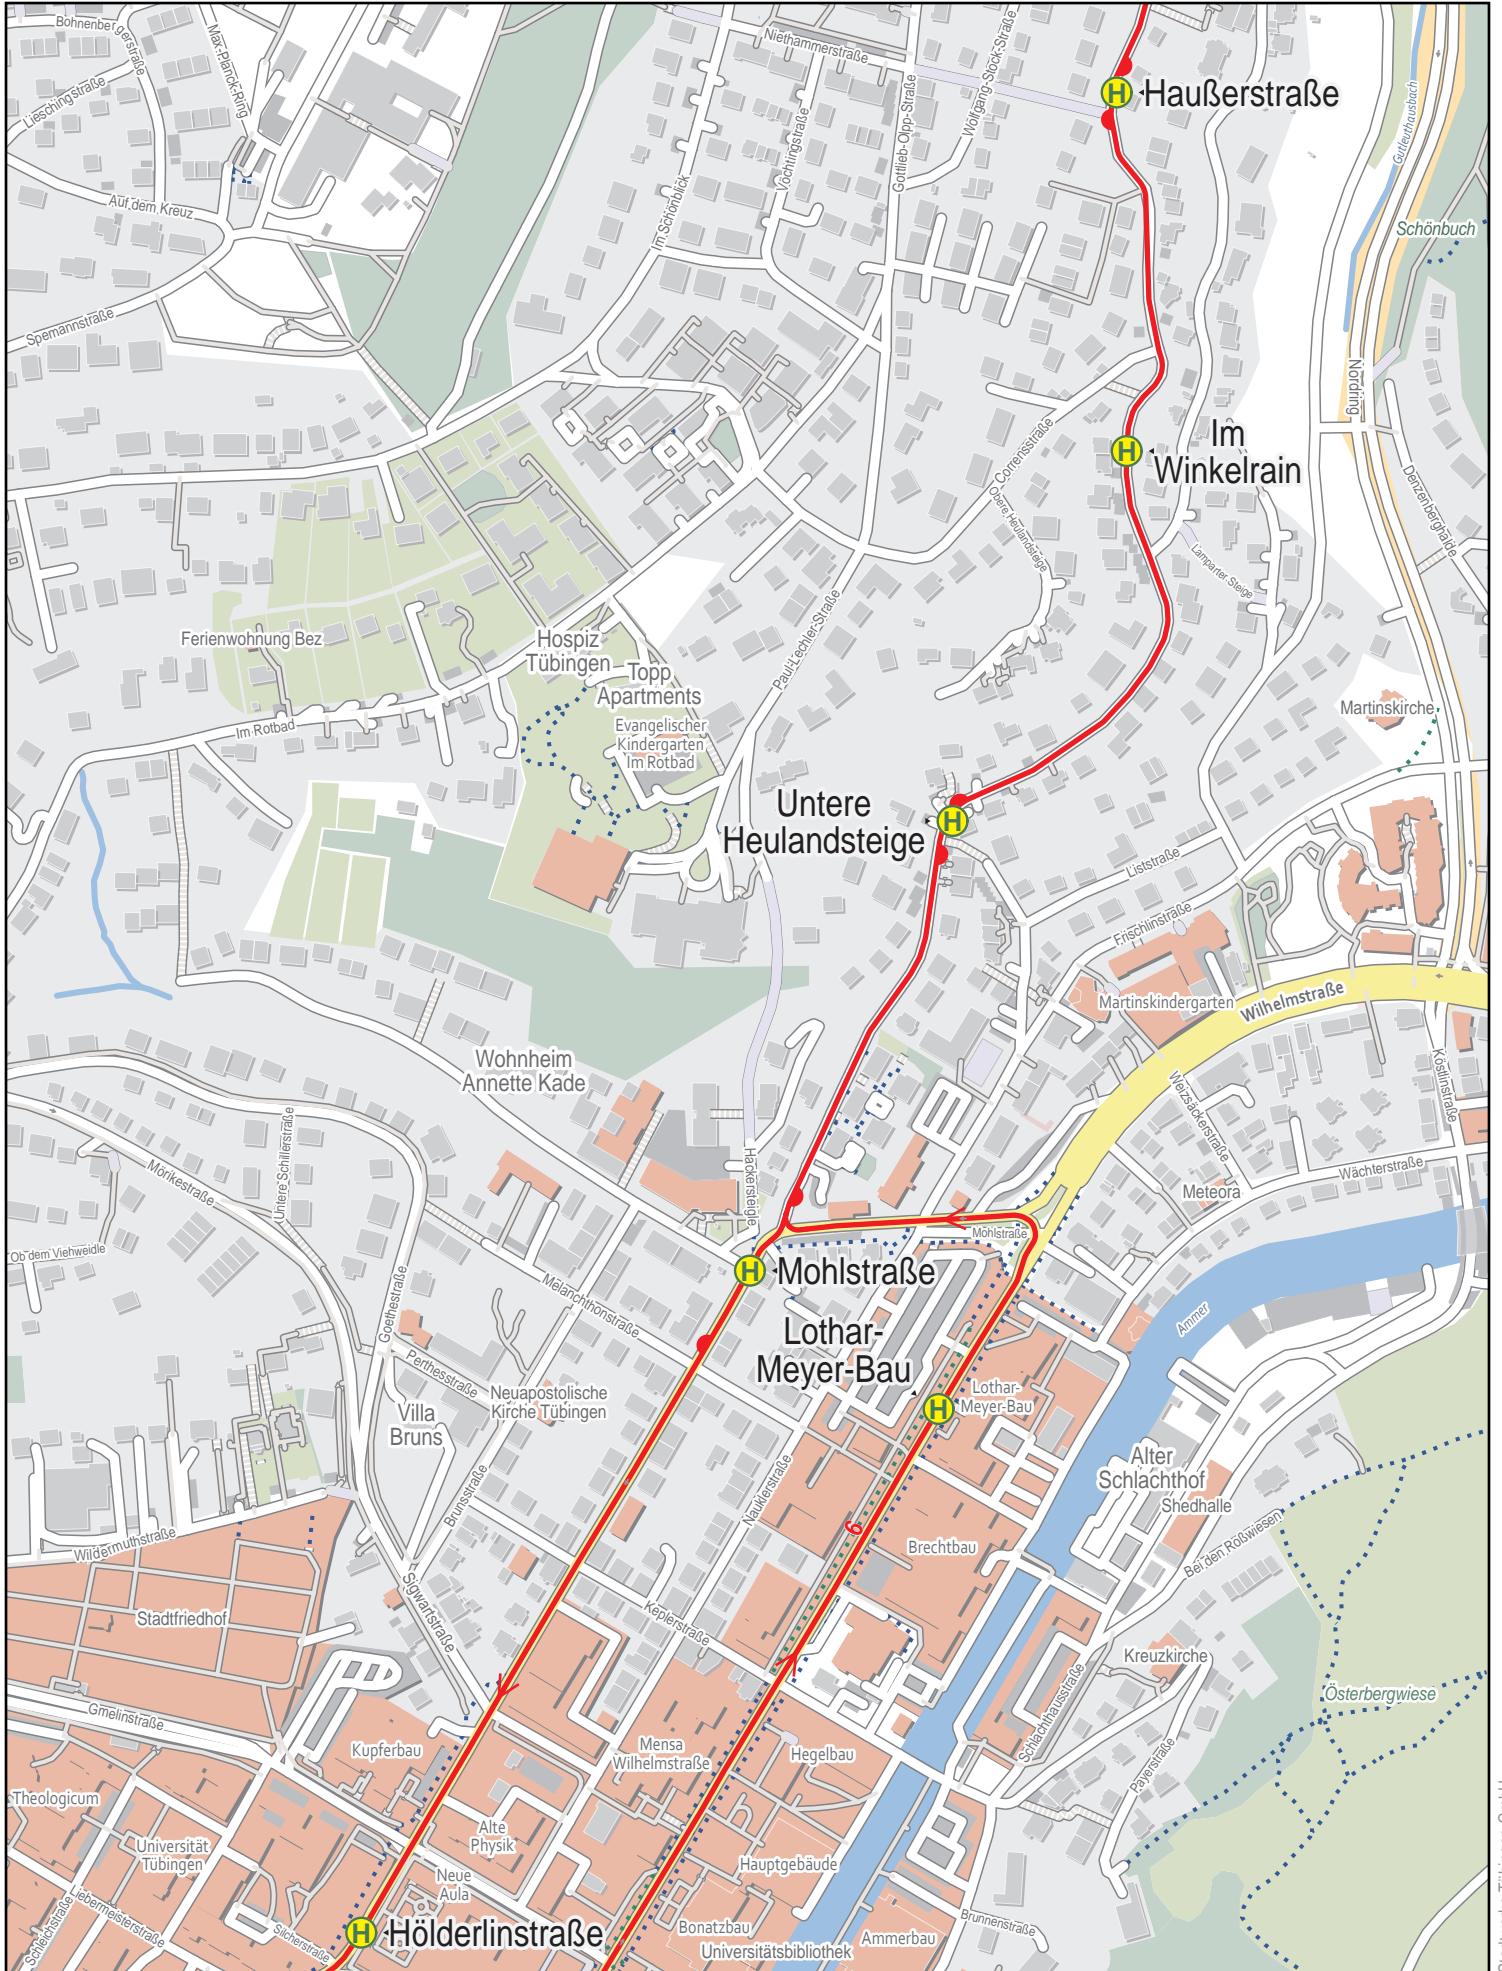 Bohnenbergerstraße
Max-Planck-Ring
Lieschingstraße
Niethammerstraße
Wolfgang-Stock-Straße
Gutleuthausbach
H Haußerstraße
Vöchtingstraße
Gottlieb-Olpp-Straße
Auf dem Kreuz
Im Schönblick
Schönbuch
Spemannstraße
Nordring
H Im
Winkelrain
Corrensstraße
Obere Heulandsteige
Denzenberghalde
Lamparter Steige
Paul-Lechler-Straße
Ferienwohnung Bez
Hospiz
Tübingen
Topp
Apartments
Evangelischer
Kindergarten
Im Rotbad
Im Rotbad
Martinskirche
Untere
Heulandsteige H
Liststraße
Frischlinstraße
Martinskindergarten
Wilhelmstraße
Wohnheim
Annette Kade
Köstlinstraße
Weizsäckerstraße
Untere Schillerstraße
Mörikestraße
Hackersteigle
Wächterstraße
Meteora
Ob dem Viehweidle
Mohlstraße
H Mohlstraße
Goethestraße
Melanchthonstraße
Ammer
Lothar-
Meyer-Bau
H
Lothar-
Meyer-Bau
Perthesstraße
Neuapostolische
Kirche Tübingen
Villa
Bruns
Alter
Schlachthof
Shedhalle
Brunsstraße
Nauklerstraße
6
Brechtbau
Bei den Roßwiesen
Wildermuthstraße
Sigwartstraße
Stadtfriedhof
Keplerstraße
Kreuzkirche
Österbergwiese
Schlachthausstraße
Gmelinstraße
Kupferbau
Mensa
Wilhelmstraße
Hegelbau
Payerstraße
Theologicum
Alte
Physik
Universität
Tübingen
Hauptgebäude
Neue
Aula
Schleichstraße
Liebermeisterstraße
Silcherstraße
H Hölderlinstraße
Bonatzbau
Universitätsbibliothek
Ammerbau
Brunnenstraße